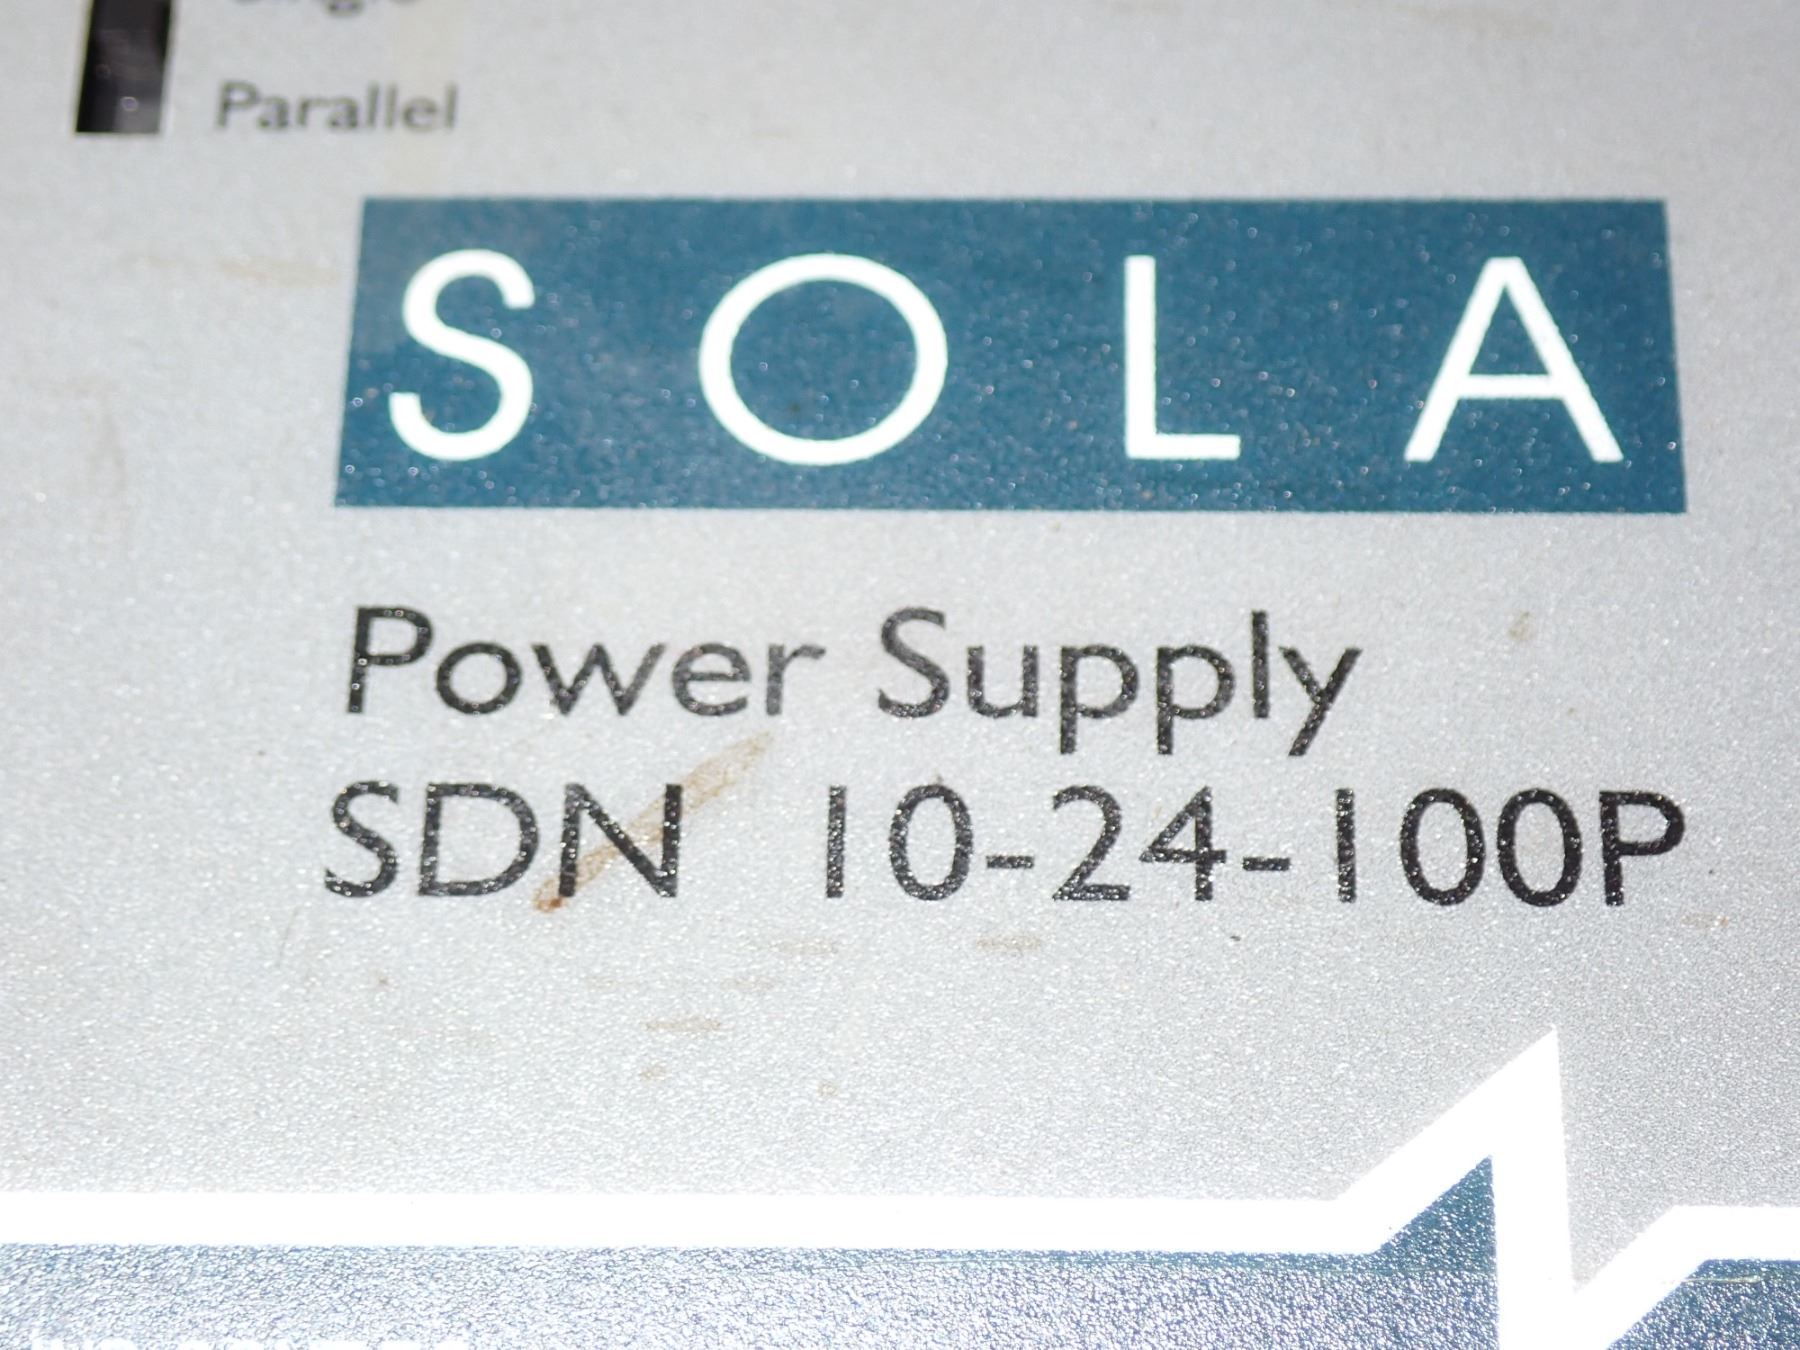 Parallel
SOLA
Power Supply
SDN 10-24-100P